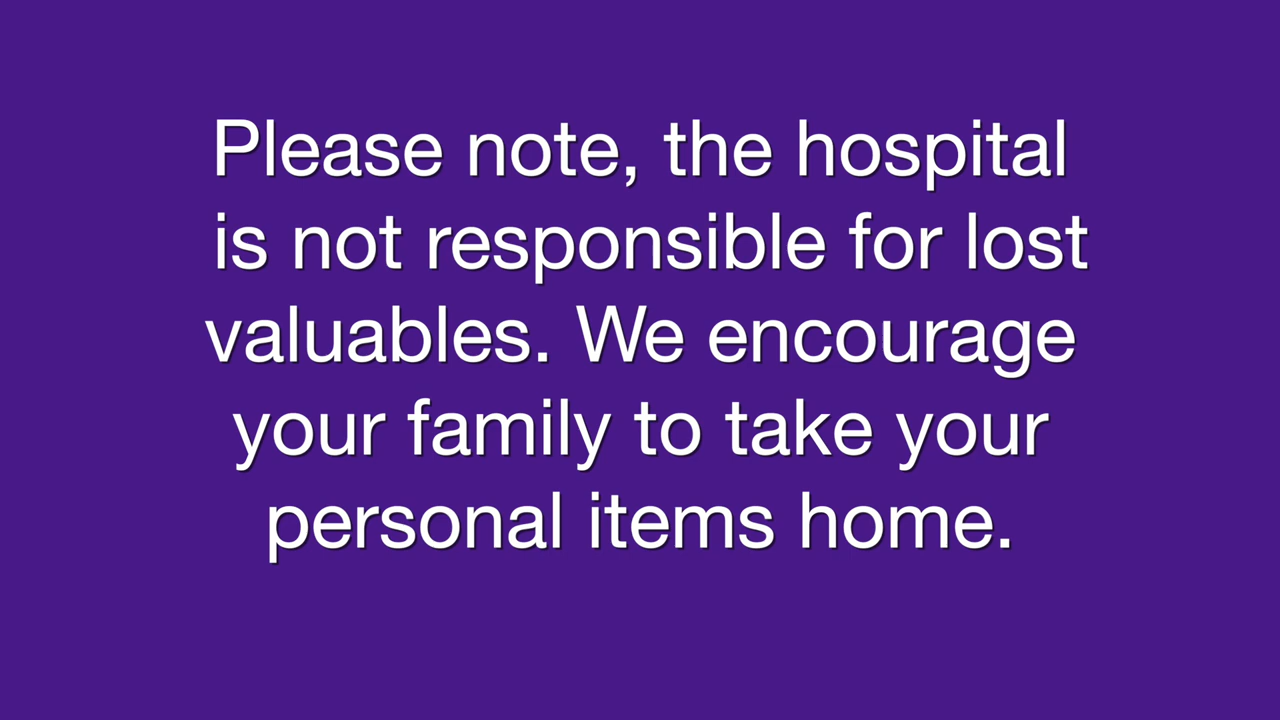 Please note, the hospital
is not responsible for lost
valuables. We encourage
your family to take your
personal items home.